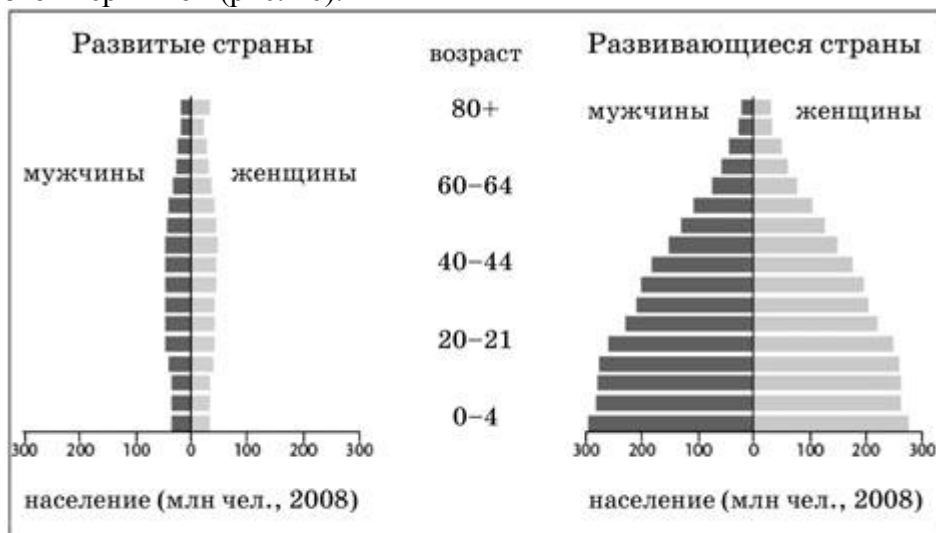 Развитые страны
возраст
Развивающиеся страны
80+
мужчины
женщины
мужчины
женщины
60–64
40–44
20–21
0–4
300 200 100 0 100 200 300
300 200 100 0 100 200 300
население (млн чел., 2008)
население (млн чел., 2008)